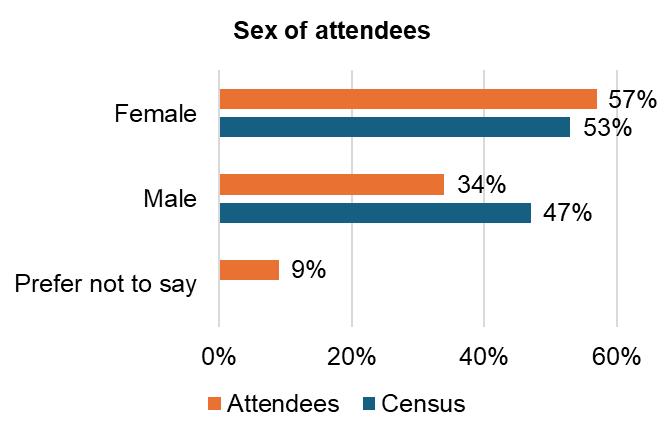 Sex of attendees
Female
57%
53%
Male
34%
47%
Prefer not to say
9%
0% 20% 40% 60%
Attendees Census